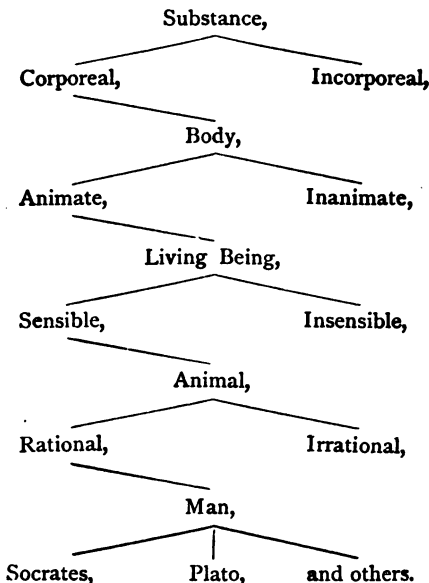 Substance,
Corporeal, Incorporeal,
Body,
Animate, Inanimate,
Living Being,
Sensible, Insensible,
Animal,
Rational, Irrational,
Man,
Socrates, Plato, and others.